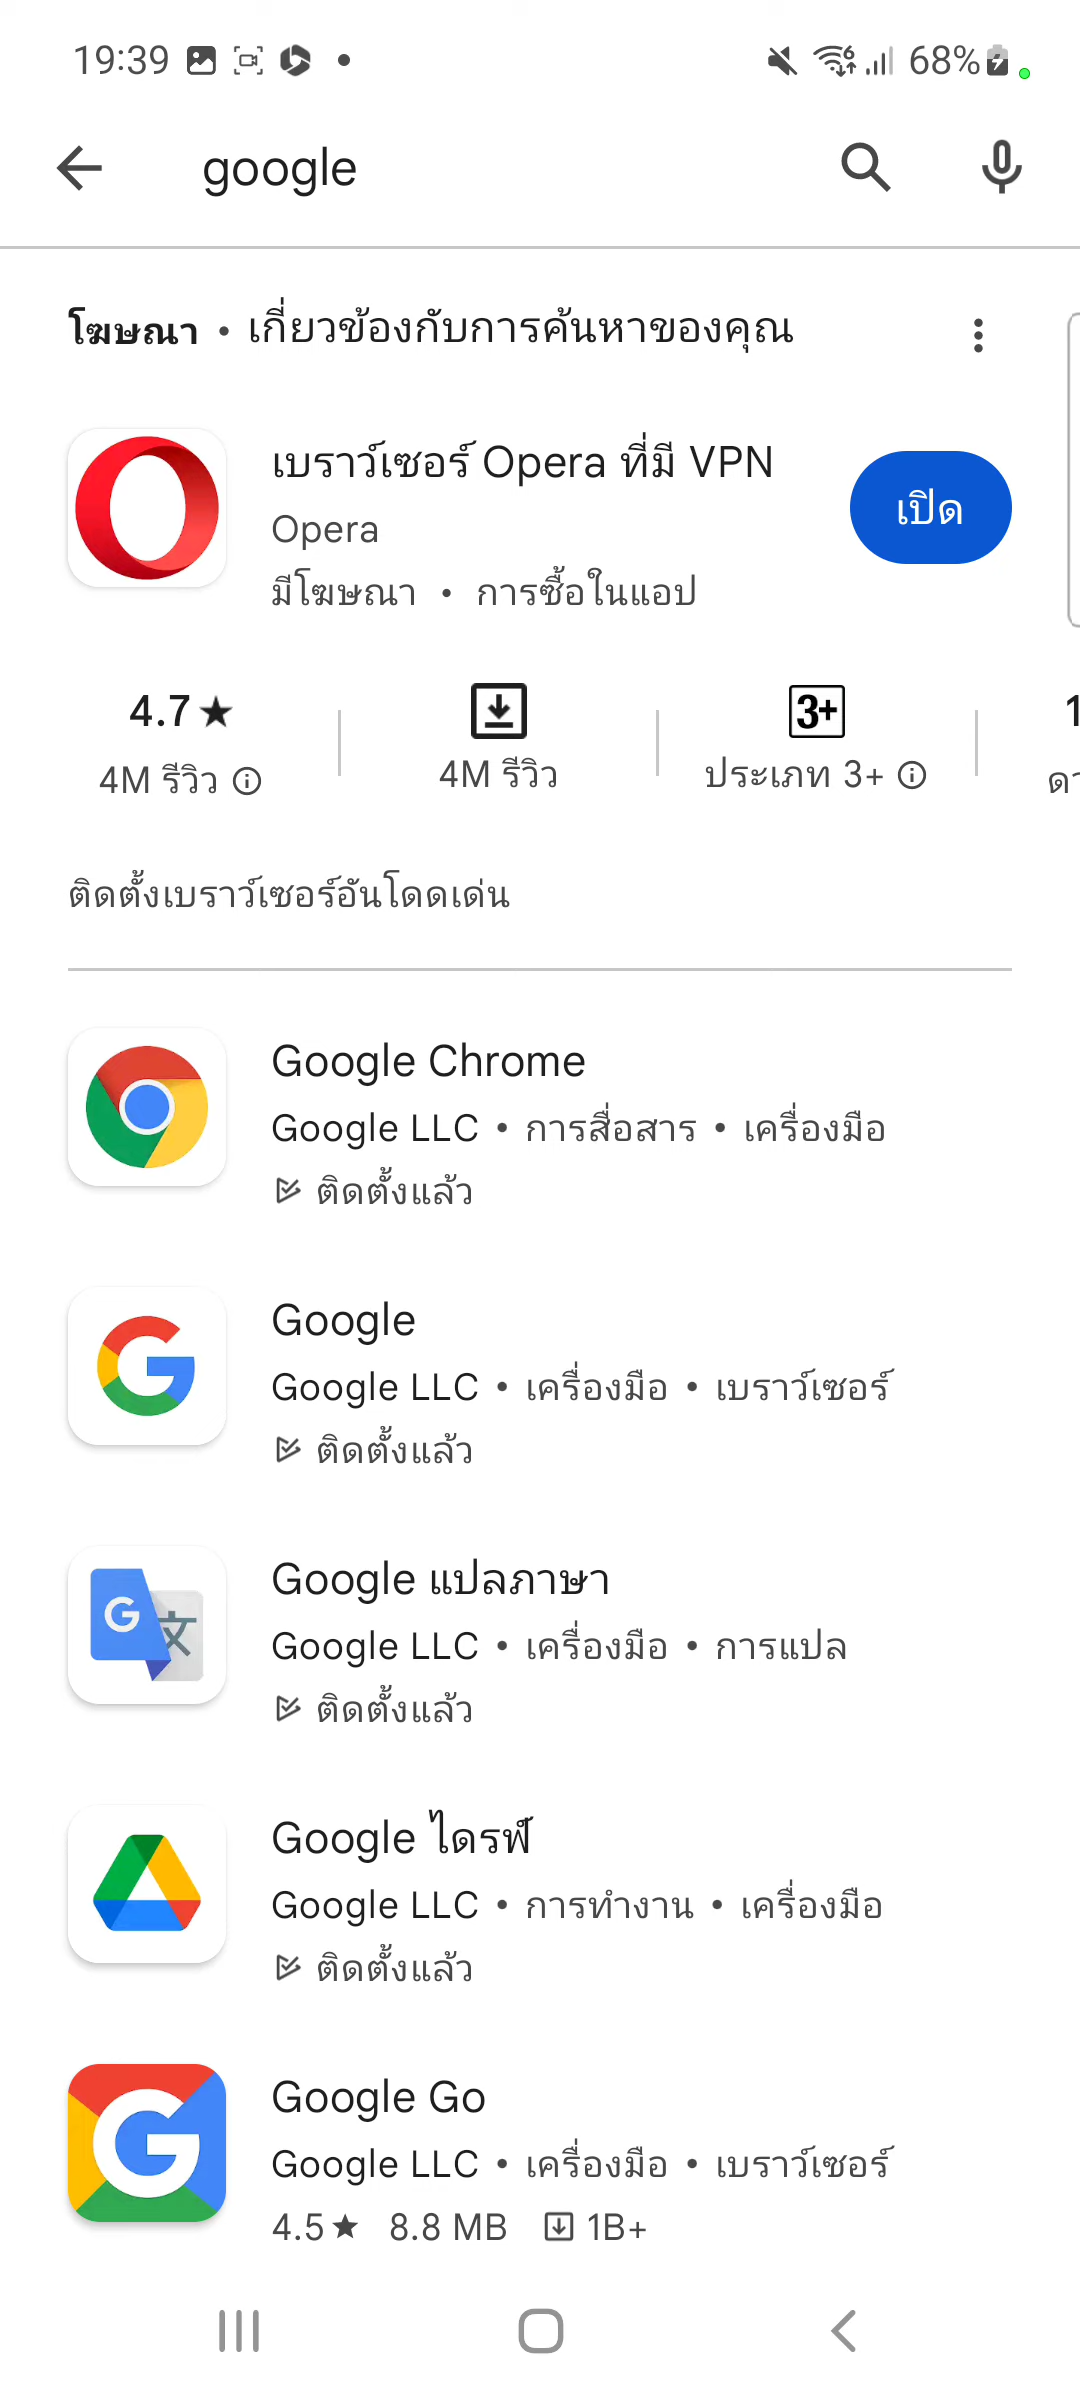 19:39 68%
google
โฆษณา • เกี่ยวข้องกับการค้นหาของคุณ
เบราว์เซอร์ Opera ที่มี VPN
Opera
มีโฆษณา • การซื้อในแอป
เปิด
4.7★ 3+ 1
4M รีวิว 4M รีวิว ประเภท 3+
ติดตั้งเบราว์เซอร์อันโดดเด่น
Google Chrome
Google LLC • การสื่อสาร • เครื่องมือ
ติดตั้งแล้ว
Google
Google LLC • เครื่องมือ • เบราว์เซอร์
ติดตั้งแล้ว
Google แปลภาษา
Google LLC • เครื่องมือ • การแปล
ติดตั้งแล้ว
Google ไดรฟ์
Google LLC • การทำงาน • เครื่องมือ
ติดตั้งแล้ว
Google Go
Google LLC • เครื่องมือ • เบราว์เซอร์
4.5★ 8.8 MB 1B+